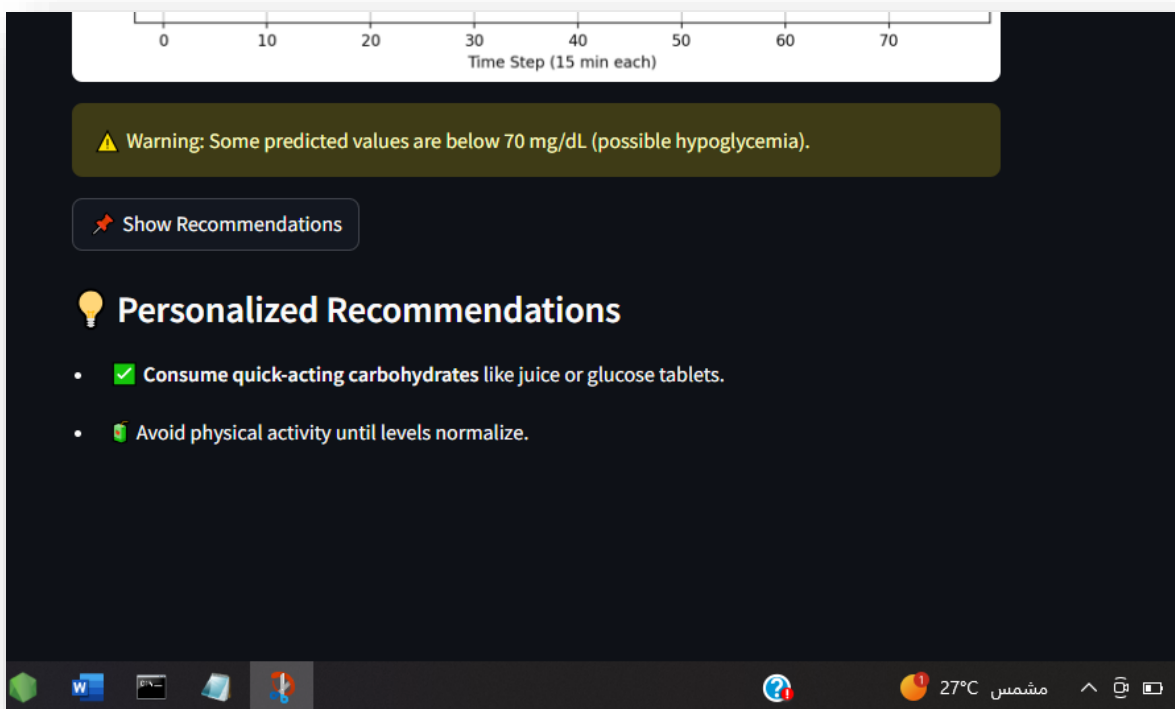 0 10 20 30 40 50 60 70
Time Step (15 min each)
⚠️ Warning: Some predicted values are below 70 mg/dL (possible hypoglycemia).
📌 Show Recommendations
💡 Personalized Recommendations
• ✅ Consume quick-acting carbohydrates like juice or glucose tablets.
• 🧃 Avoid physical activity until levels normalize.
W 1 27°C مشمس